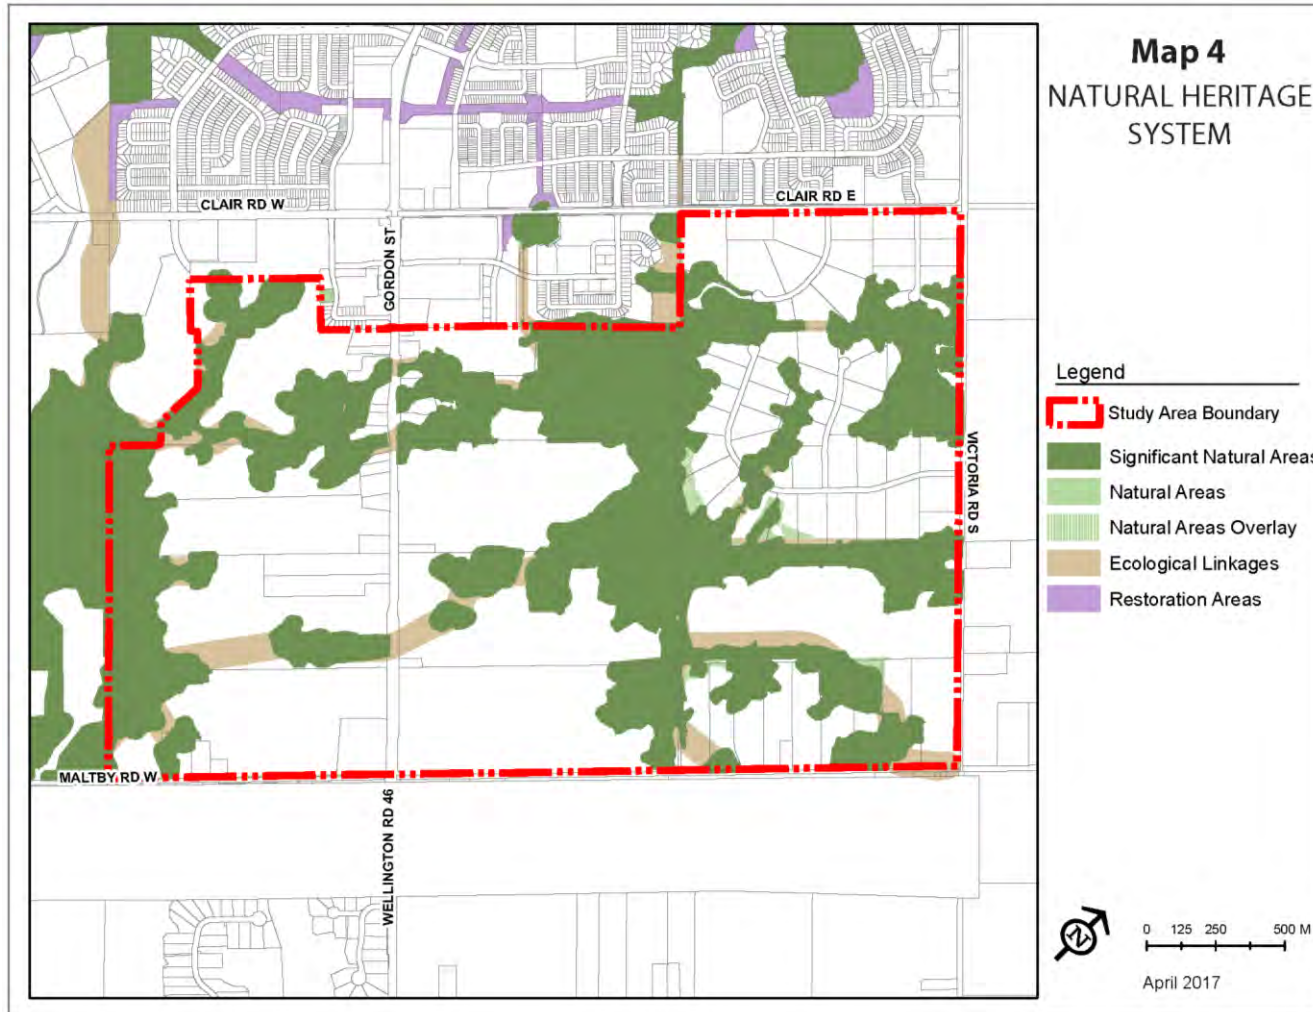 Map 4
NATURAL HERITAGE
SYSTEM
CLAIR RD W
CLAIR RD E
GORDON ST
VICTORIA RD S
MALTBY RD W
WELLINGTON RD 46
Legend
Study Area Boundary
Significant Natural Areas
Natural Areas
Natural Areas Overlay
Ecological Linkages
Restoration Areas
N
0 125 250 500 M
April 2017